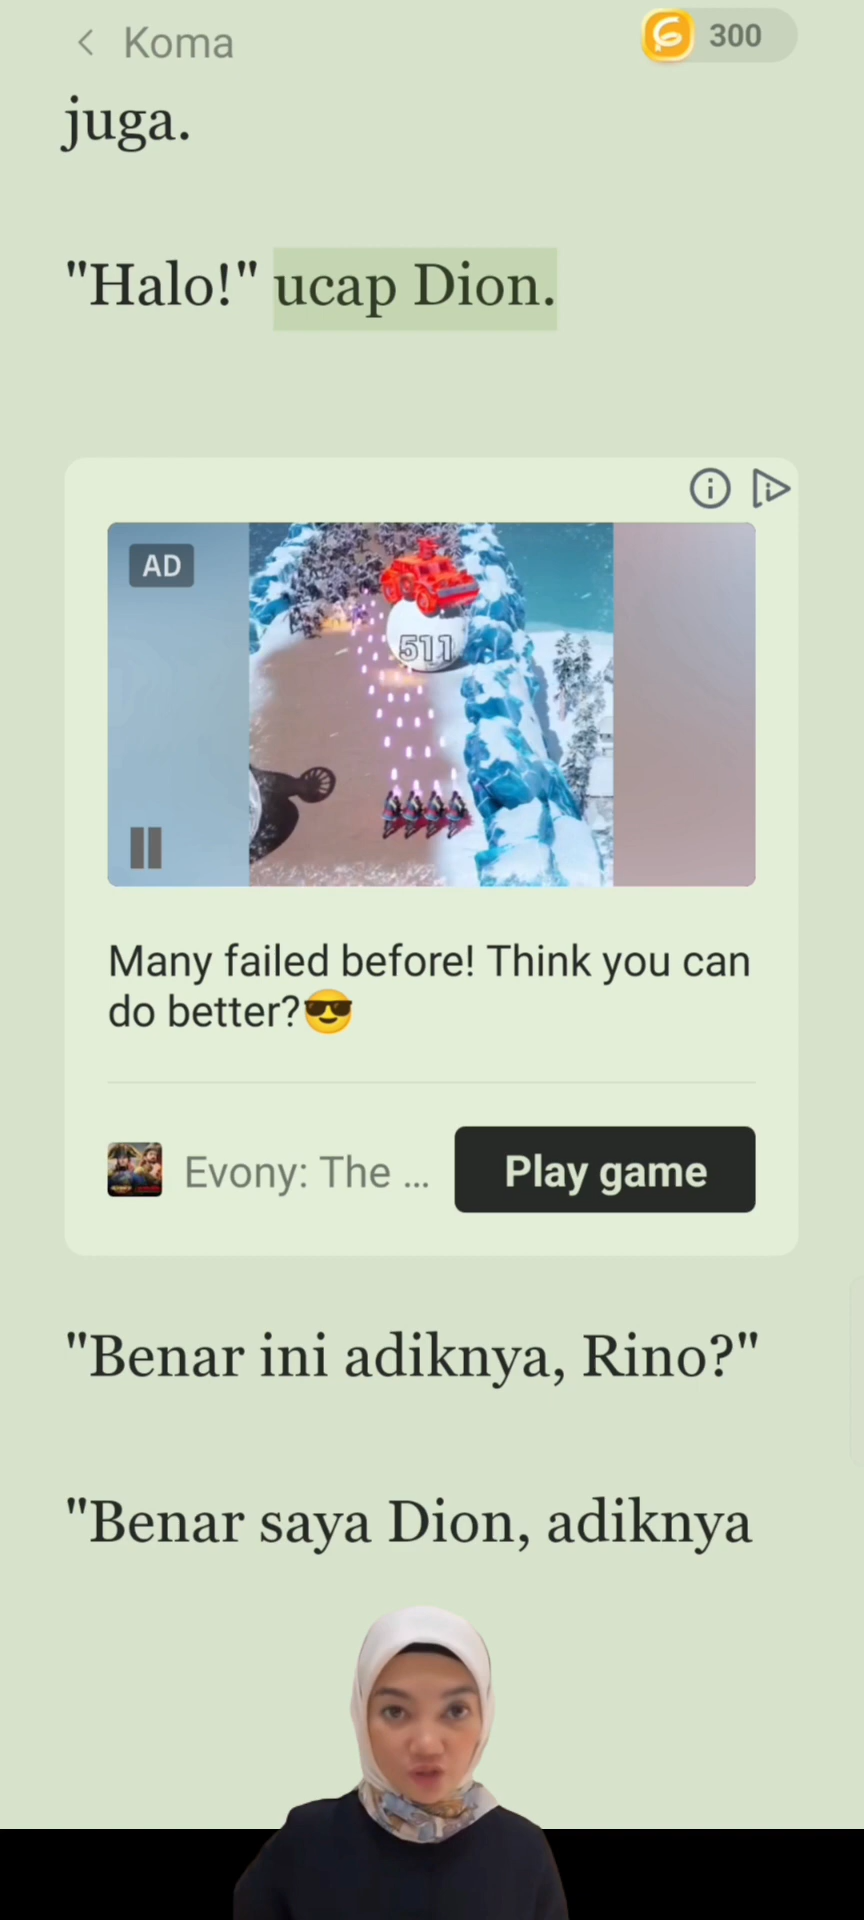 Koma
300
juga.
"Halo!" ucap Dion.
AD
511
Many failed before! Think you can
do better?😎
Evony: The ...
Play game
"Benar ini adiknya, Rino?"
"Benar saya Dion, adiknya